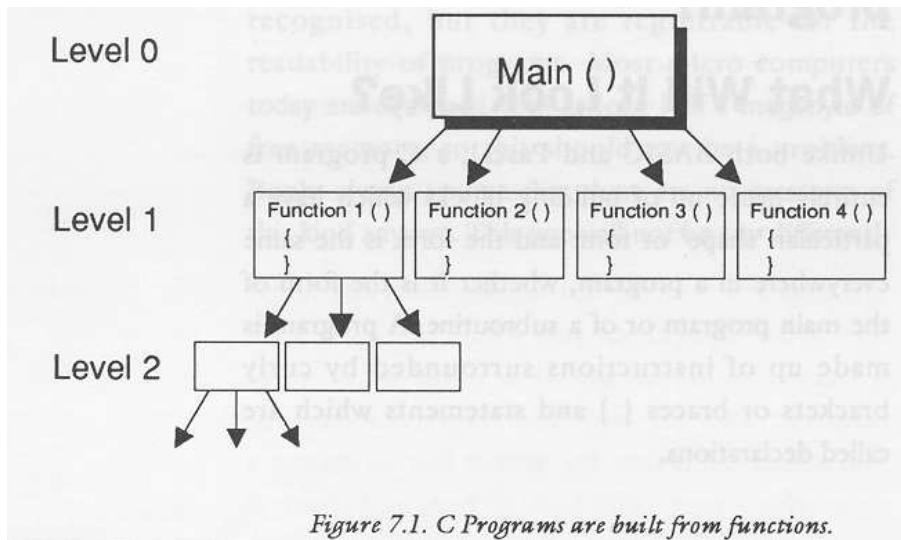 Level 0
Main ( )
Level 1
Function 1 ( )
{
}
Function 2 ( )
{
}
Function 3 ( )
{
}
Function 4 ( )
{
}
Level 2
Figure 7.1. C Programs are built from functions.